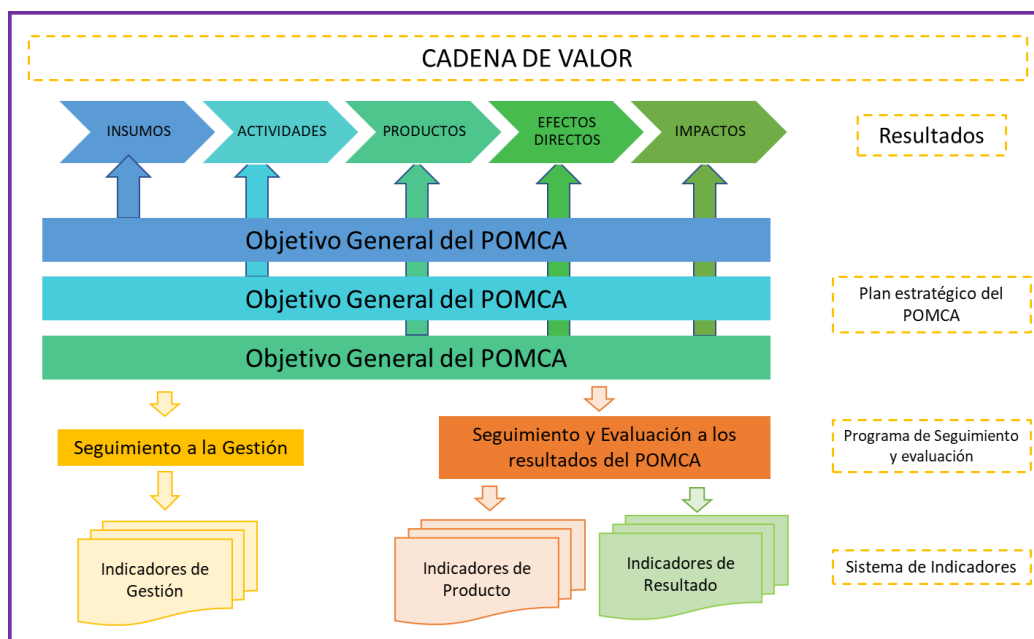 CADENA DE VALOR
INSUMOS
ACTIVIDADES
PRODUCTOS
EFECTOS
DIRECTOS
IMPACTOS
Resultados
Objetivo General del POMCA
Objetivo General del POMCA
Plan estratégico del
POMCA
Objetivo General del POMCA
Seguimiento a la Gestión
Seguimiento y Evaluación a los
resultados del POMCA
Programa de Seguimiento
y evaluación
Indicadores de
Gestión
Indicadores de
Producto
Indicadores de
Resultado
Sistema de Indicadores